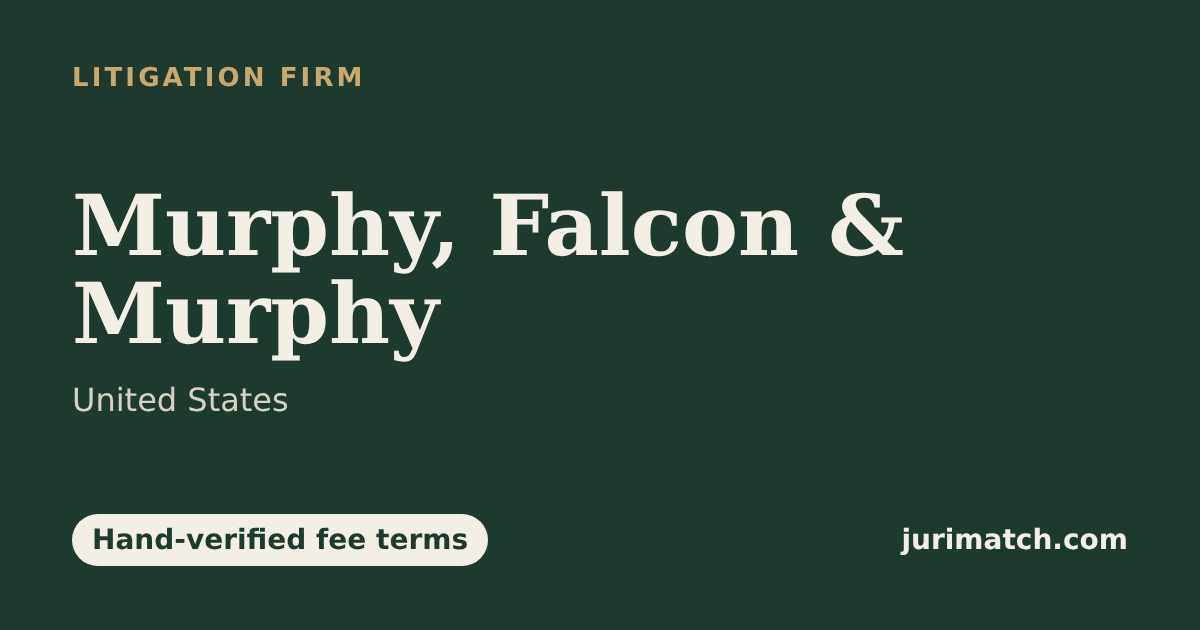 LITIGATION FIRM
Murphy, Falcon &
Murphy
United States
Hand-verified fee terms
jurimatch.com